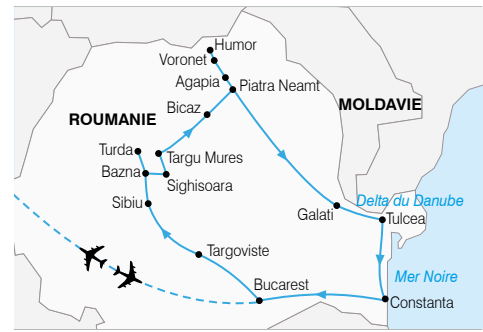 Humor
Voronet
Agapia
Piatra Neamt
Bicaz
MOLDAVIE
ROUMANIE
Turda
Targu Mures
Bazna
Sighisoara
Sibiu
Delta du Danube
Galati
Tulcea
Targoviste
Mer Noire
Bucarest
Constanta